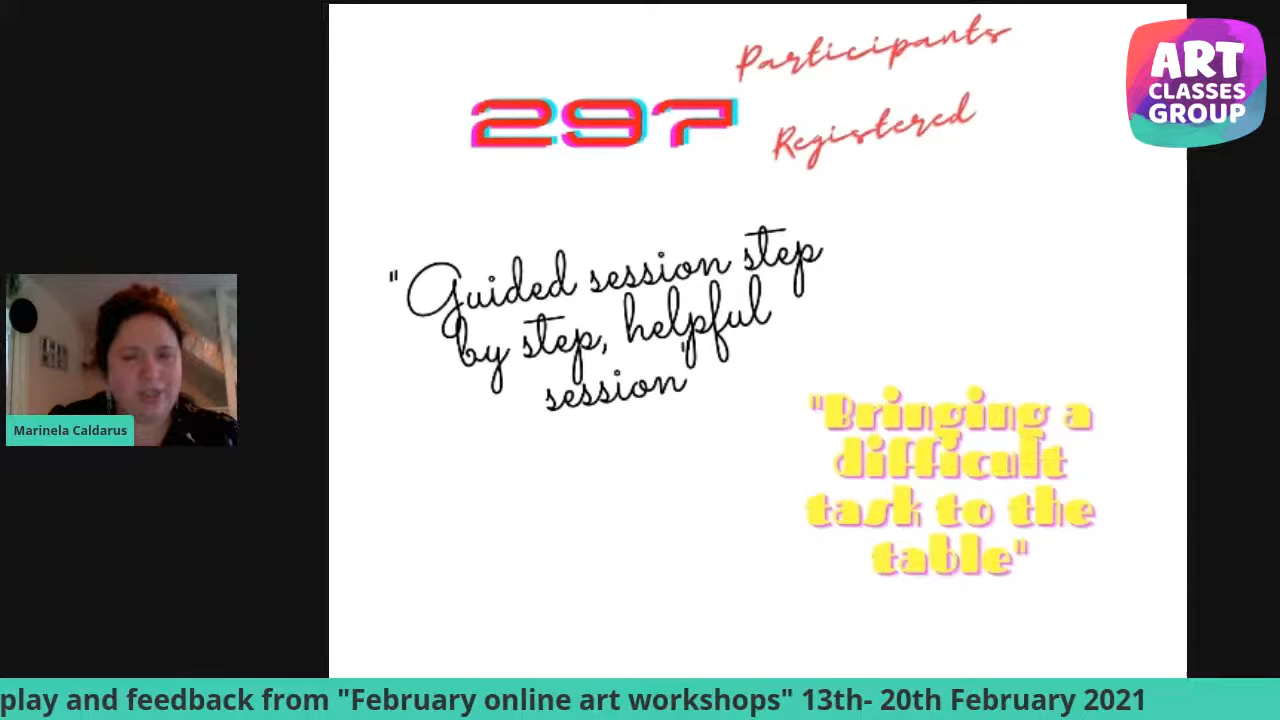 Participants
297
Registered
ART
CLASSES
GROUP
"Guided session step
by step, helpful
session"
"Bringing a
difficult
task to the
table"
Marinela Caldarus
play and feedback from "February online art workshops" 13th- 20th February 2021